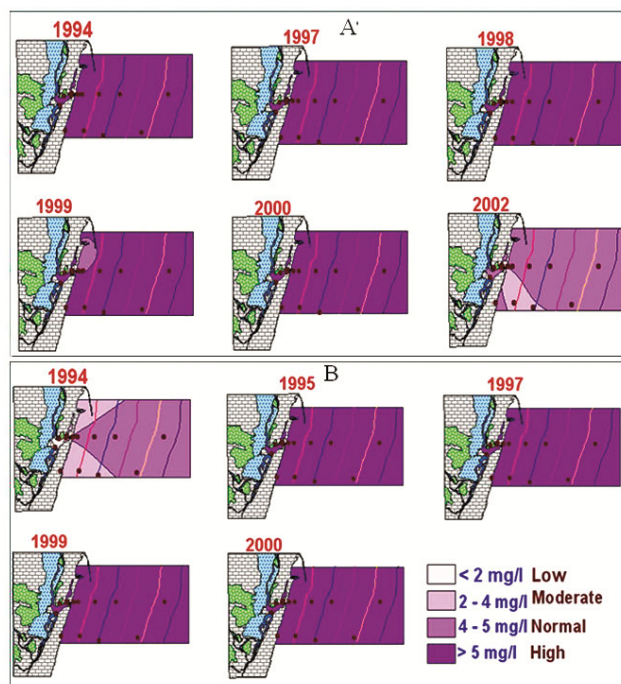 A'
1994 1997 1998
1999 2000 2002
B
1994 1995 1997
1999 2000
< 2 mg/l Low
2 - 4 mg/l Moderate
4 - 5 mg/l Normal
> 5 mg/l High